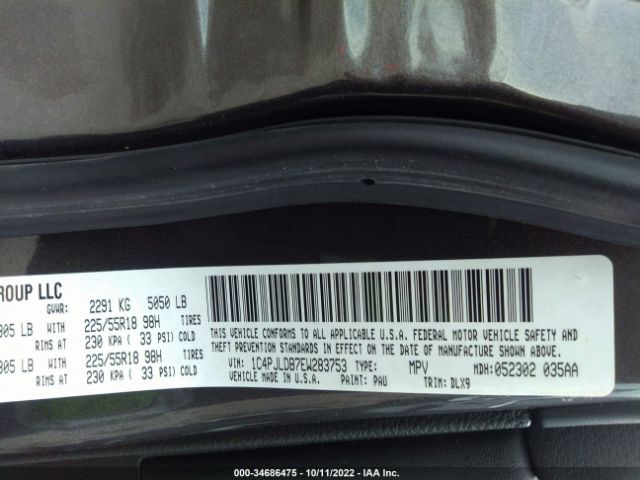 ROUP LLC
GVWR: 2291 KG 5050 LB
305 LB WITH 225/55R18 98H TIRES
RIMS AT 230 KPA ( 33 PSI) COLD
305 LB WITH 225/55R18 98H TIRES
RIMS AT 230 KPA ( 33 PSI) COLD
THIS VEHICLE CONFORMS TO ALL APPLICABLE U.S.A. FEDERAL MOTOR VEHICLE SAFETY AND
THEFT PREVENTION STANDARDS IN EFFECT ON THE DATE OF MANUFACTURE SHOWN ABOVE.
VIN: 1C4PJLDB7EW283753 TYPE: MPV MDH: 052302 035AA
VEHICLE MADE IN U.S.A. PAINT: PAU TRIM: DLX9
000-34686475 - 10/11/2022 - IAA Inc.